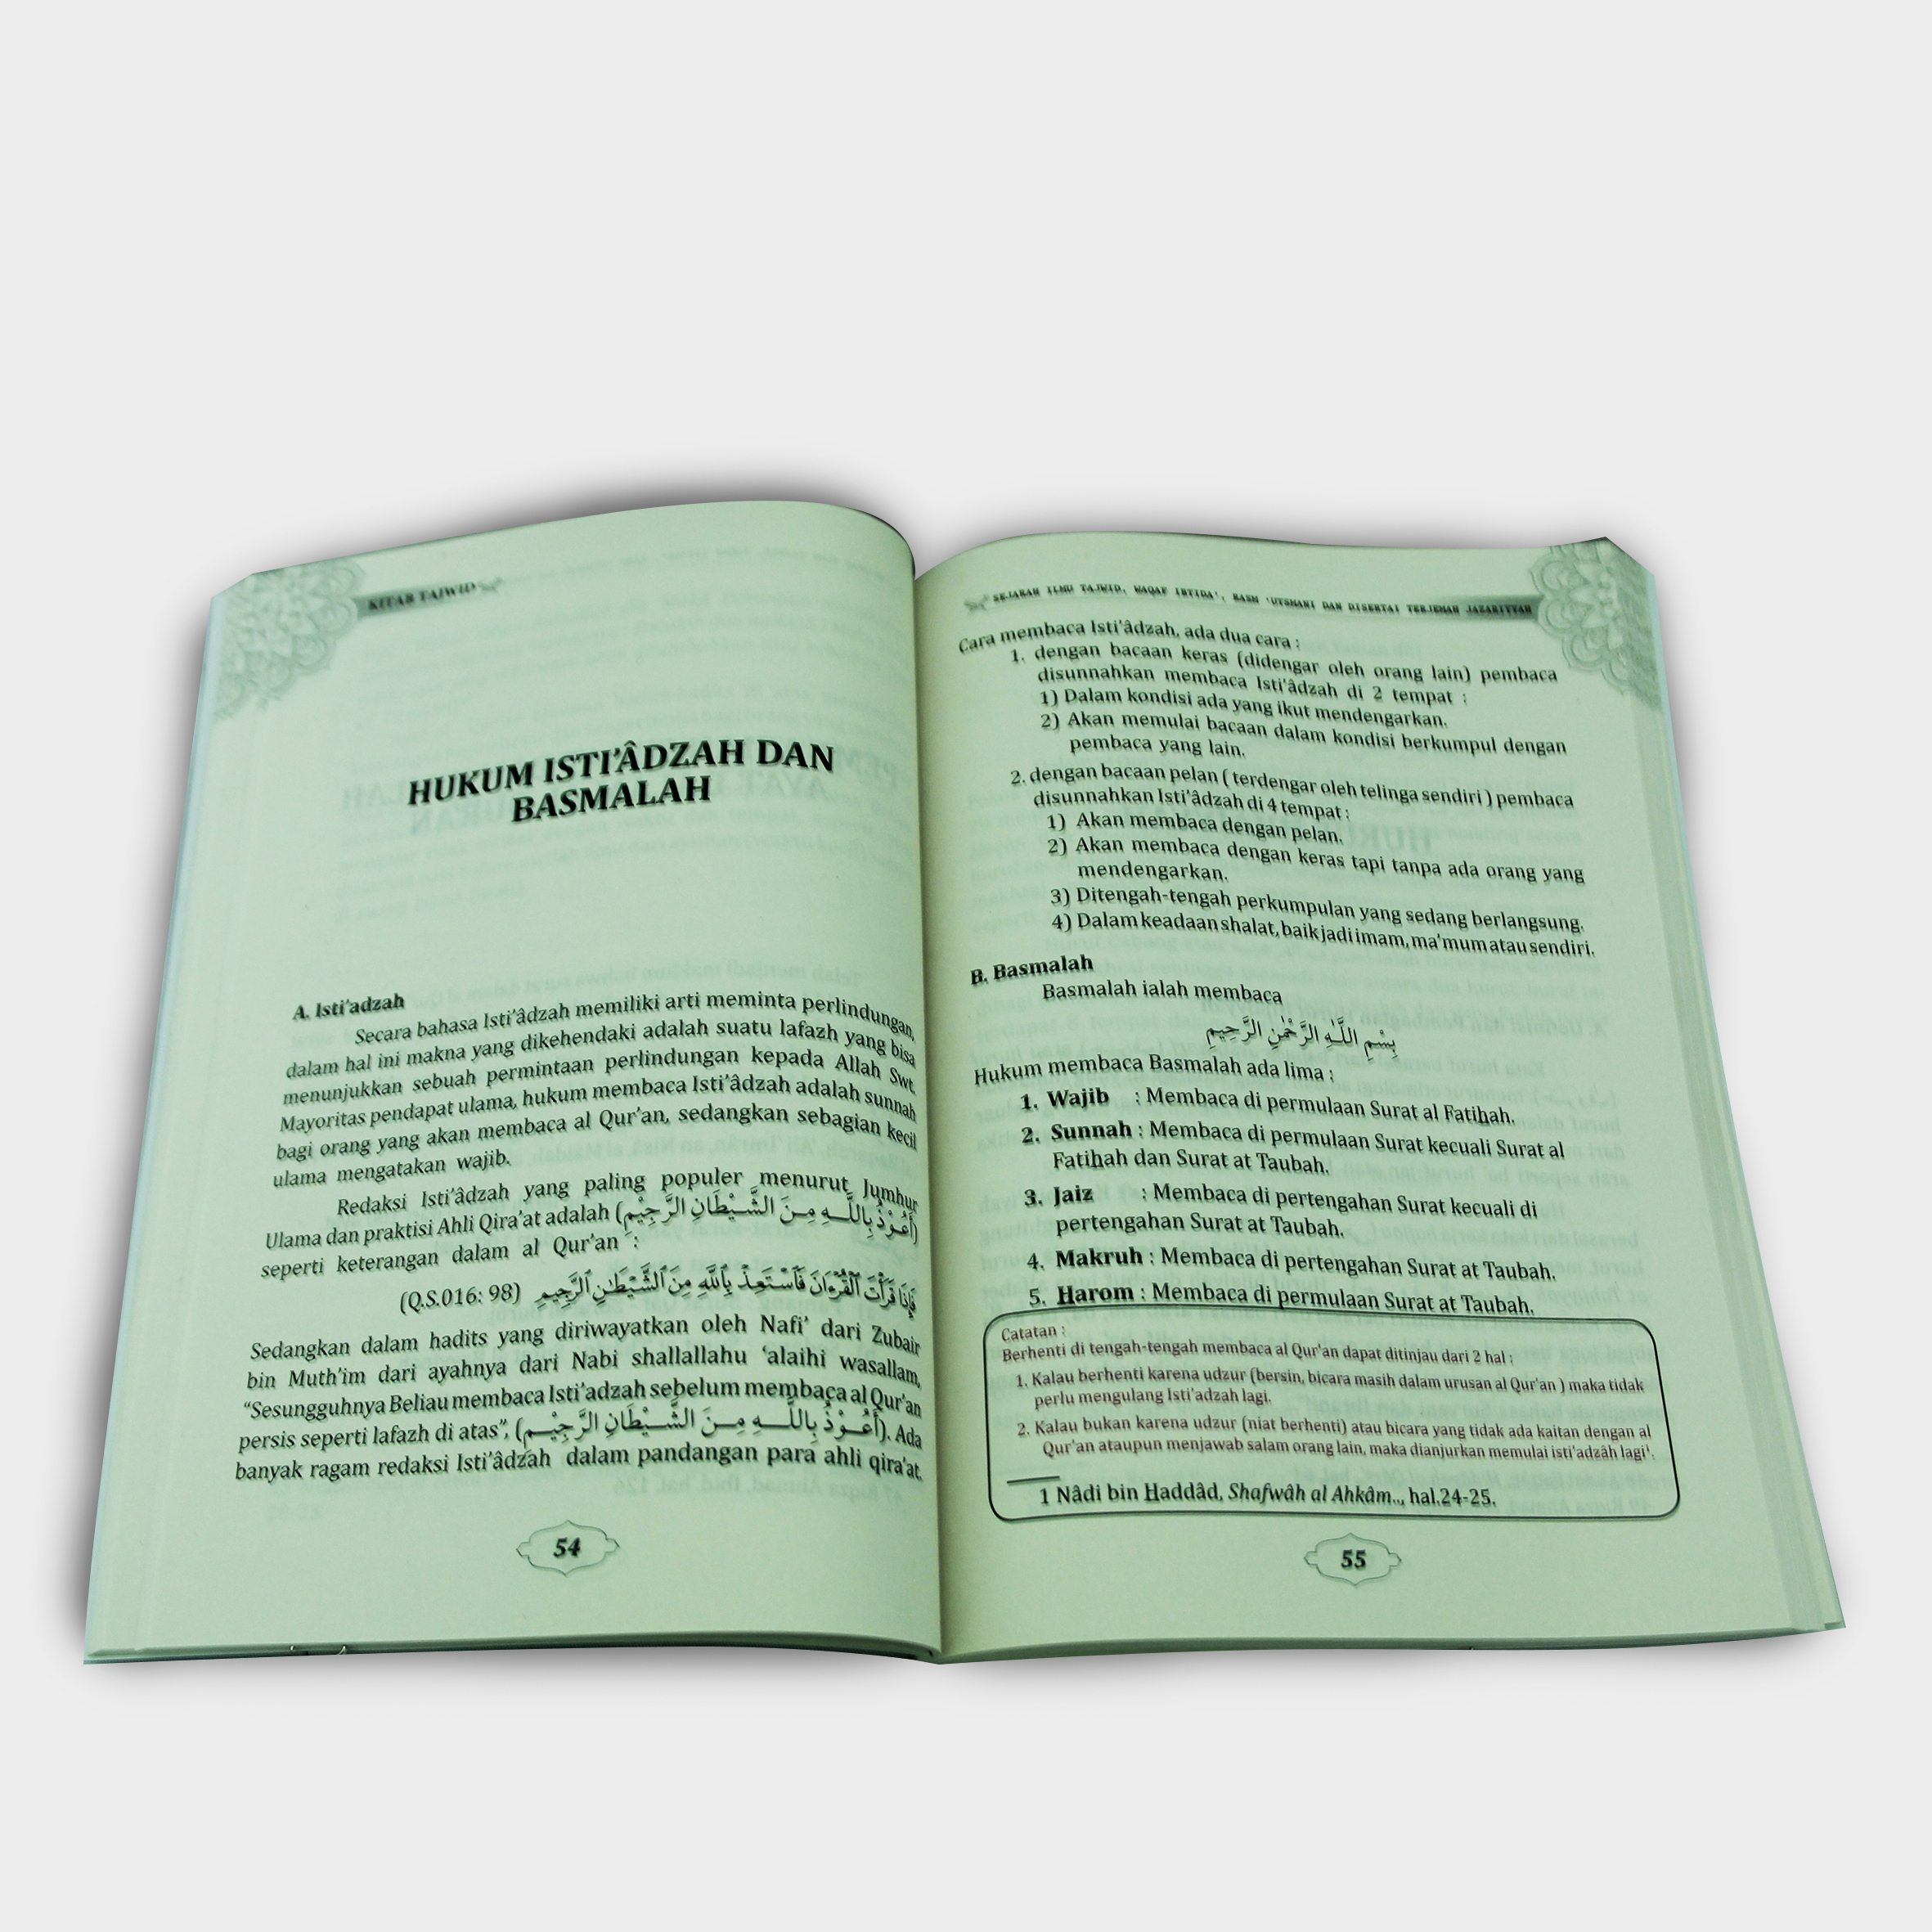 KITAB TAJWID
HUKUM ISTI'ÂDZAH DAN
BASMALAH
A. Isti'adzah
Secara bahasa Isti'âdzah memiliki arti meminta perlindungan,
dalam hal ini makna yang dikehendaki adalah suatu lafazh yang bisa
menunjukkan sebuah permintaan perlindungan kepada Allah Swt.
Mayoritas pendapat ulama, hukum membaca Isti'âdzah adalah sunnah
bagi orang yang akan membaca al Qur'an, sedangkan sebagian kecil
ulama mengatakan wajib.
Redaksi Isti'âdzah yang paling populer menurut Jumhur
Ulama dan praktisi Ahli Qira'at adalah (أَعُـوْذُ بِاللَّـــهِ مِــنَ الشَّـيْطَانِ الرَّجِيْمِ)
seperti keterangan dalam al Qur'an :
فَإِذَا قَرَأْتَ ٱلْقُرْءَانَ فَٱسْتَعِذْ بِٱللَّهِ مِنَ ٱلشَّيْطَٰنِ ٱلرَّجِيمِ (Q.S.016: 98)
Sedangkan dalam hadits yang diriwayatkan oleh Nafi' dari Zubair
bin Muth'im dari ayahnya dari Nabi shallallahu 'alaihi wasallam,
"Sesungguhnya Beliau membaca Isti'adzah sebelum membaca al Qur'an
persis seperti lafazh di atas", (أَعُـوْذُ بِاللَّـــهِ مِــنَ الشَّـيْطَانِ الرَّجِيْـمِ). Ada
banyak ragam redaksi Isti'âdzah dalam pandangan para ahli qira'at.
54
SEJARAH ILMU TAJWID, WAQAF IBTIDA', RASM 'UTSMANI DAN DISERTAI TERJEMAH JAZARIYYAH
Cara membaca Isti'âdzah, ada dua cara :
1. dengan bacaan keras (didengar oleh orang lain) pembaca
disunnahkan membaca Isti'âdzah di 2 tempat :
1) Dalam kondisi ada yang ikut mendengarkan.
2) Akan memulai bacaan dalam kondisi berkumpul dengan
pembaca yang lain.
2. dengan bacaan pelan ( terdengar oleh telinga sendiri ) pembaca
disunnahkan Isti'âdzah di 4 tempat :
1) Akan membaca dengan pelan.
2) Akan membaca dengan keras tapi tanpa ada orang yang
mendengarkan.
3) Ditengah-tengah perkumpulan yang sedang berlangsung.
4) Dalam keadaan shalat, baik jadi imam, ma'mum atau sendiri.
B. Basmalah
Basmalah ialah membaca
بِسْمِ اللَّهِ الرَّحْمٰنِ الرَّحِيمِ
Hukum membaca Basmalah ada lima :
1. Wajib : Membaca di permulaan Surat al Fatihah.
2. Sunnah : Membaca di permulaan Surat kecuali Surat al
Fatihah dan Surat at Taubah.
3. Jaiz : Membaca di pertengahan Surat kecuali di
pertengahan Surat at Taubah.
4. Makruh : Membaca di pertengahan Surat at Taubah.
5. Harom : Membaca di permulaan Surat at Taubah.
Catatan :
Berhenti di tengah-tengah membaca al Qur'an dapat ditinjau dari 2 hal :
1. Kalau berhenti karena udzur (bersin, bicara masih dalam urusan al Qur'an ) maka tidak
perlu mengulang Isti'adzah lagi.
2. Kalau bukan karena udzur (niat berhenti) atau bicara yang tidak ada kaitan dengan al
Qur'an ataupun menjawab salam orang lain, maka dianjurkan memulai isti'adzâh lagi¹.
1 Nâdi bin Haddâd, Shafwâh al Ahkâm.., hal.24-25.
55